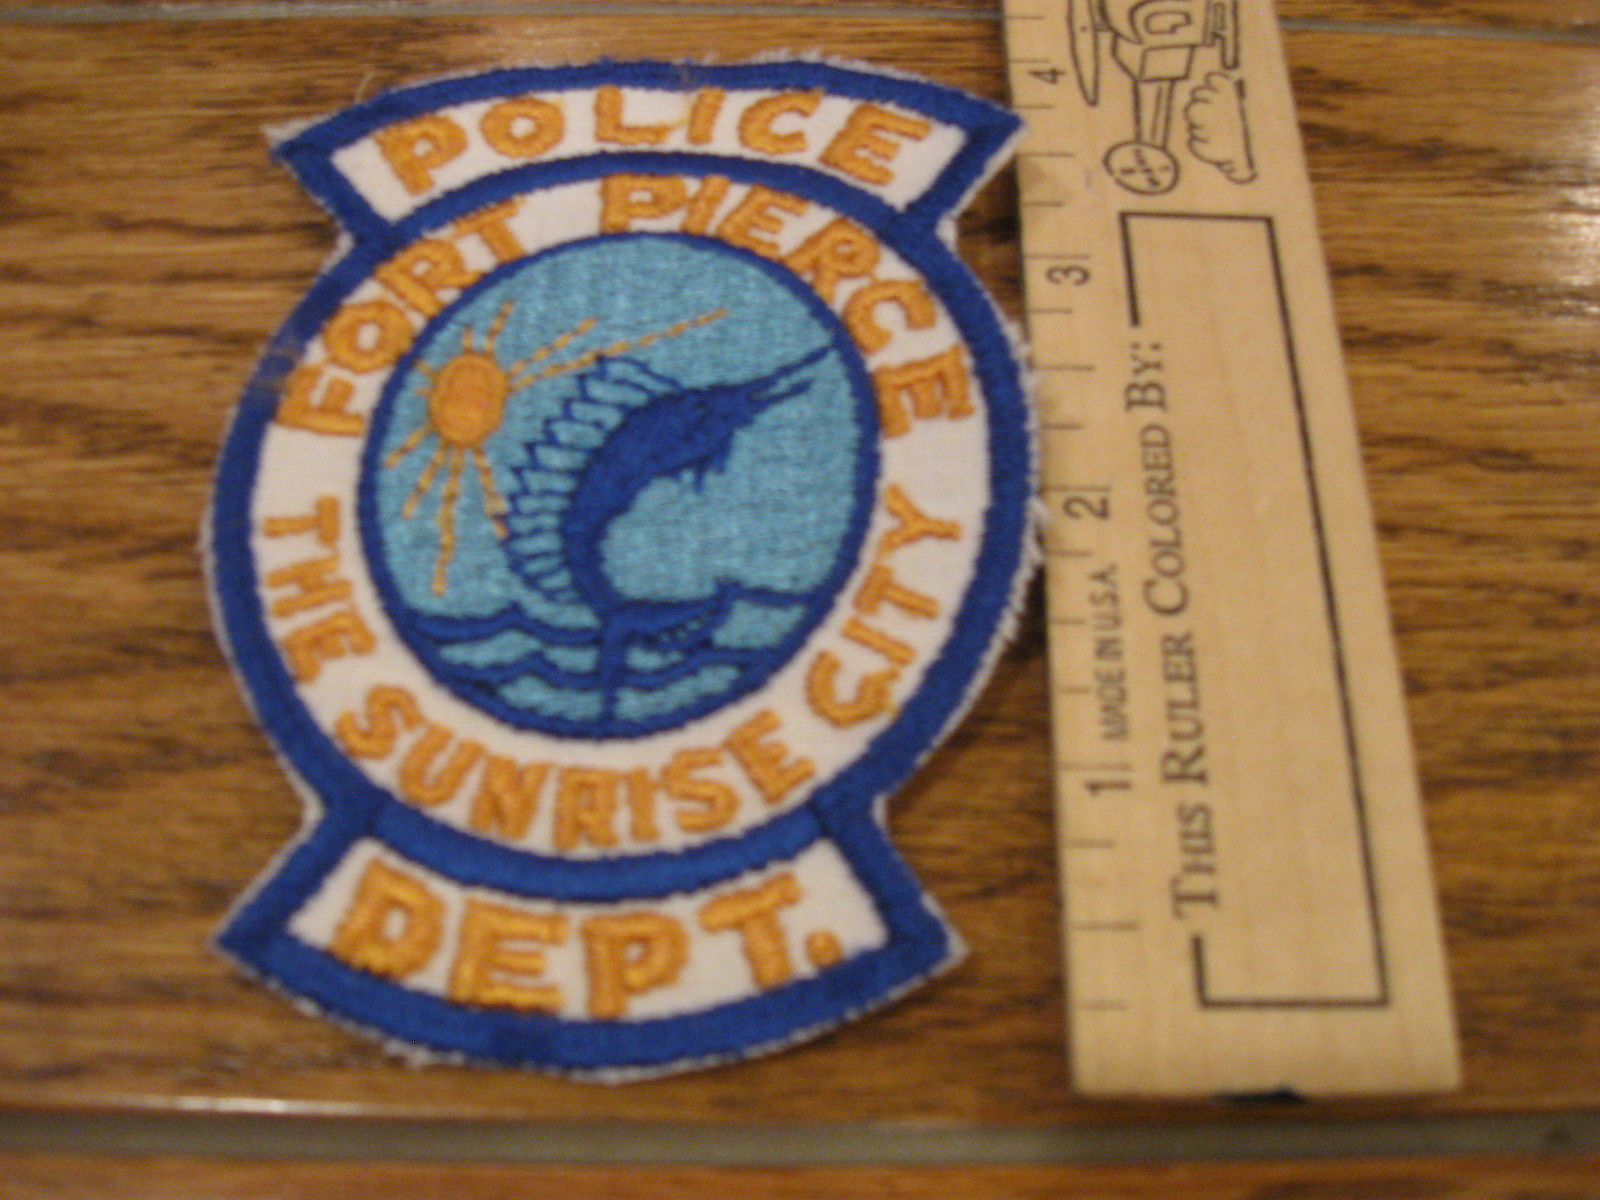 POLICE
FORT PIERCE
THE SUNRISE CITY
DEPT.
4
3
2
1
MADE IN U.S.A.
THIS RULER COLORED BY: